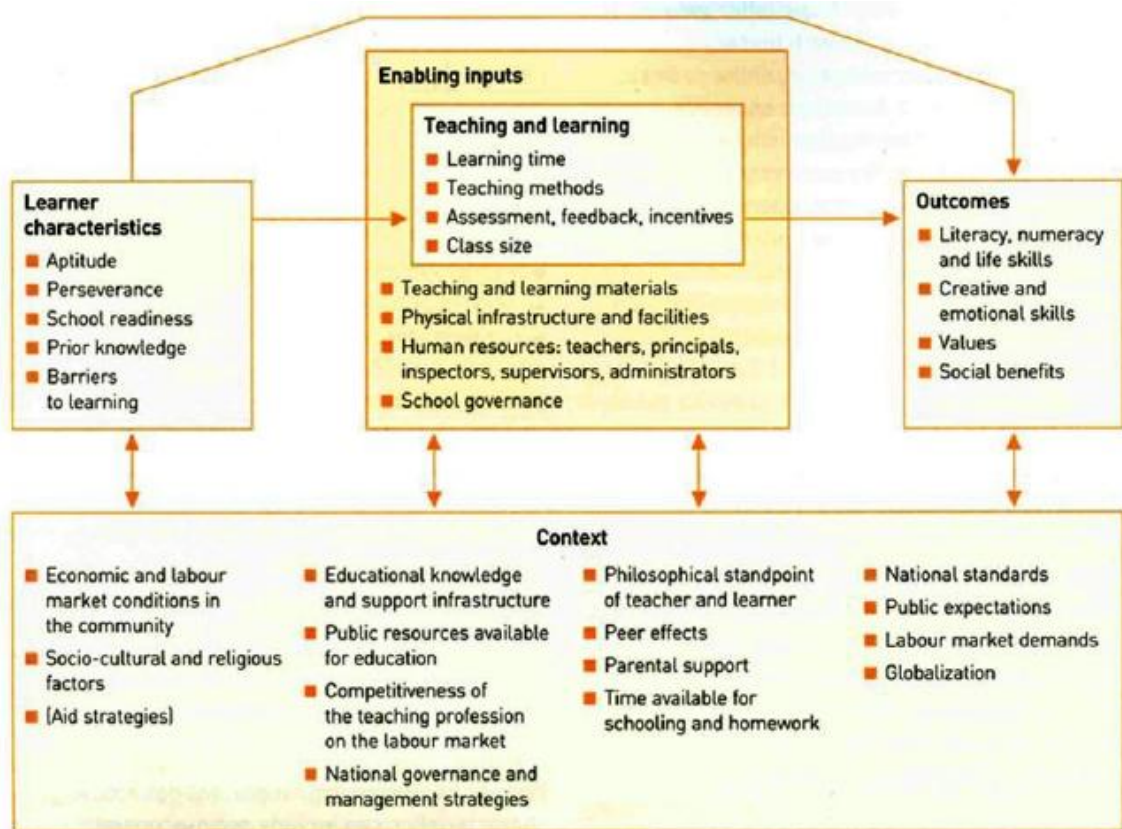 Enabling inputs
Teaching and learning
Learning time
Teaching methods
Assessment, feedback, incentives
Class size
Teaching and learning materials
Physical infrastructure and facilities
Human resources: teachers, principals,
inspectors, supervisors, administrators
School governance
Learner
characteristics
Aptitude
Perseverance
School readiness
Prior knowledge
Barriers
to learning
Outcomes
Literacy, numeracy
and life skills
Creative and
emotional skills
Values
Social benefits
Context
Economic and labour
market conditions in
the community
Socio-cultural and religious
factors
(Aid strategies)
Educational knowledge
and support infrastructure
Public resources available
for education
Competitiveness of
the teaching profession
on the labour market
National governance and
management strategies
Philosophical standpoint
of teacher and learner
Peer effects
Parental support
Time available for
schooling and homework
National standards
Public expectations
Labour market demands
Globalization